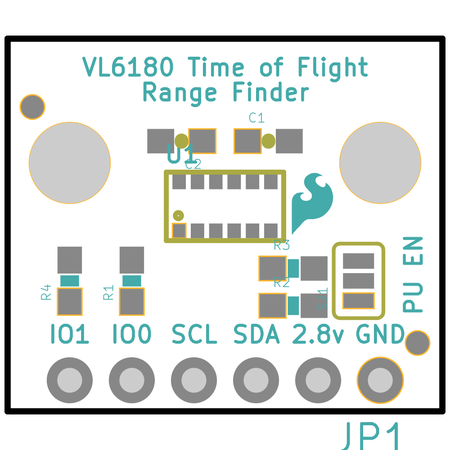 VL6180 Time of Flight
Range Finder
C1
U1
C2
R3
R2
R4
R1
PU EN
IO1 IO0 SCL SDA 2.8v GND
JP1